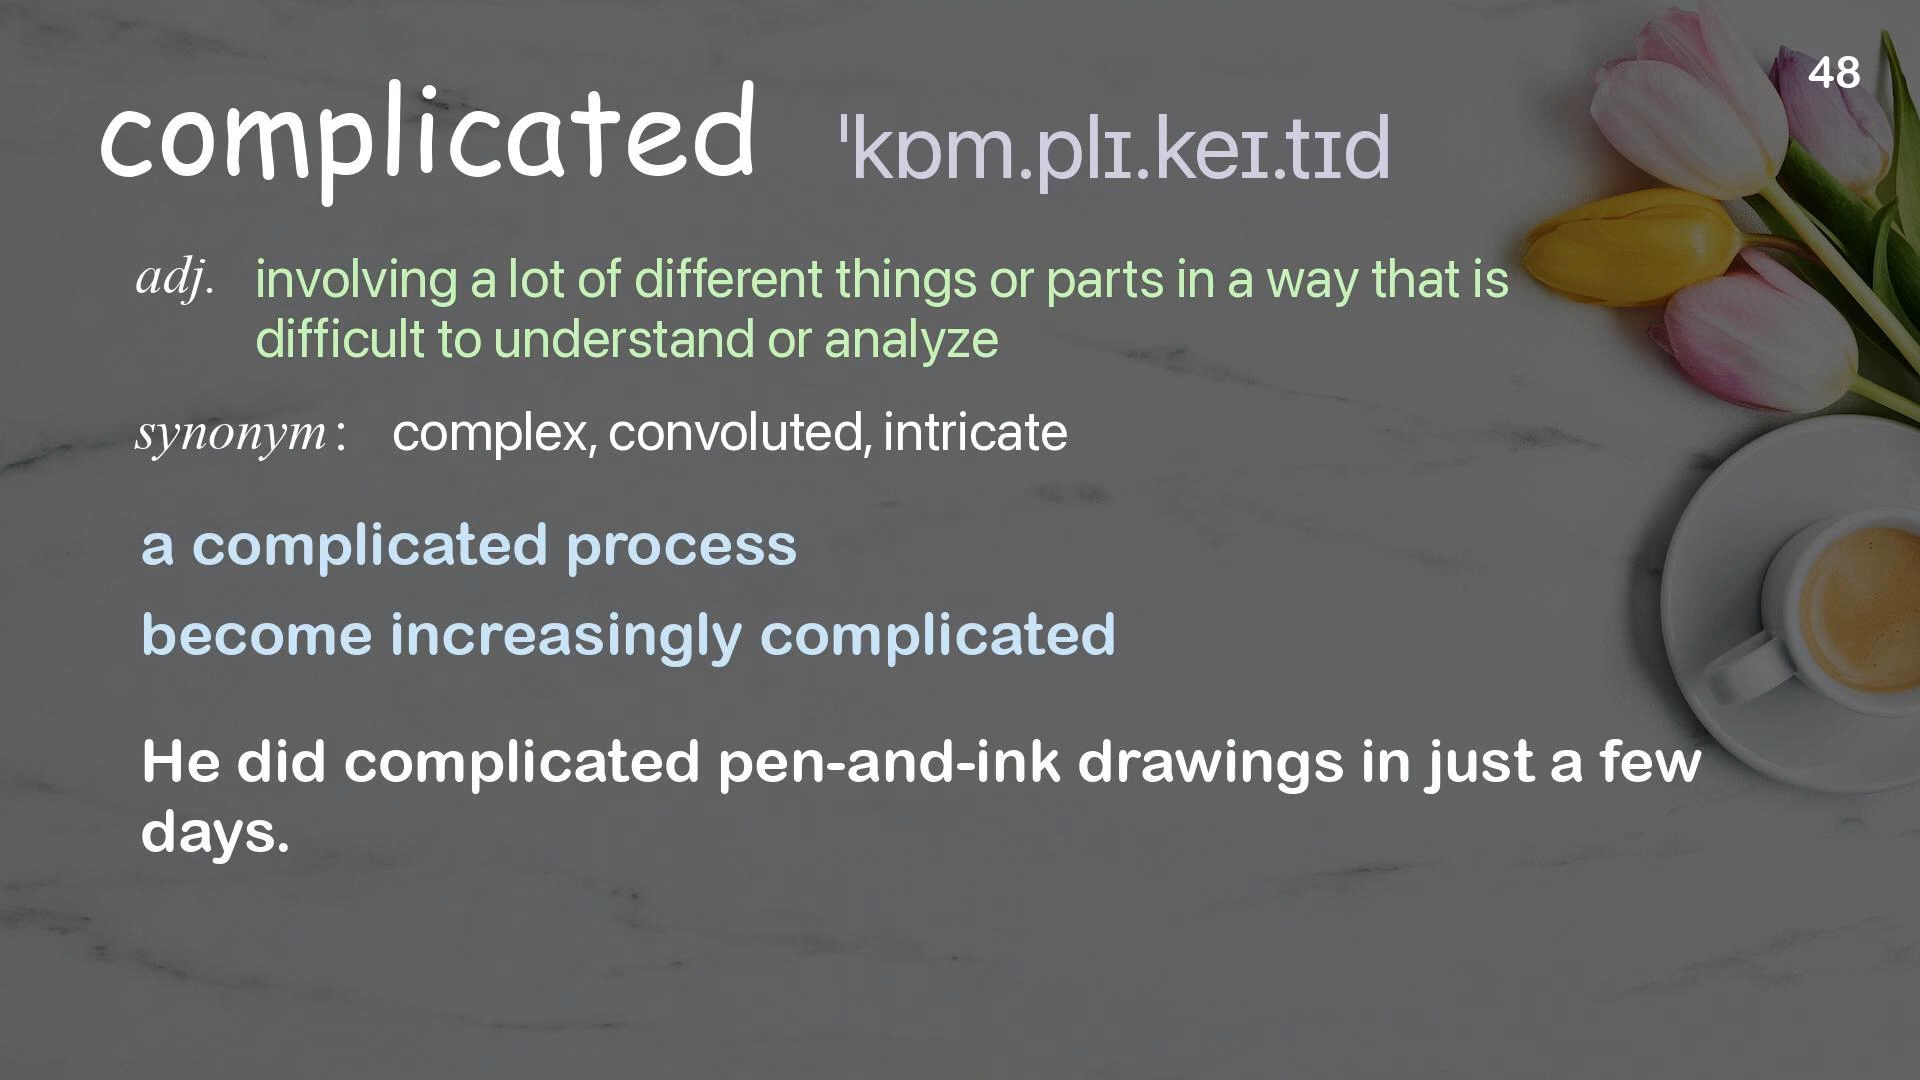 48
complicated ˈkɒm.plɪ.keɪ.tɪd
adj. involving a lot of different things or parts in a way that is
difficult to understand or analyze
synonym: complex, convoluted, intricate
a complicated process
become increasingly complicated
He did complicated pen-and-ink drawings in just a few
days.